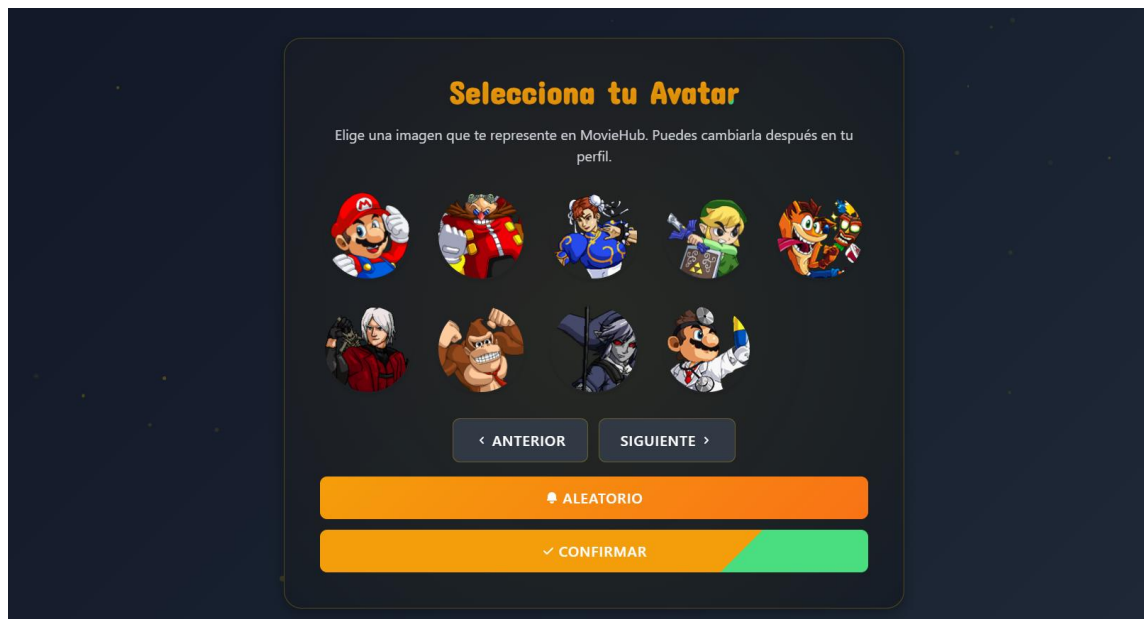 Selecciona tu Avatar
Elige una imagen que te represente en MovieHub. Puedes cambiarla después en tu
perfil.
ANTERIOR
SIGUIENTE
ALEATORIO
CONFIRMAR